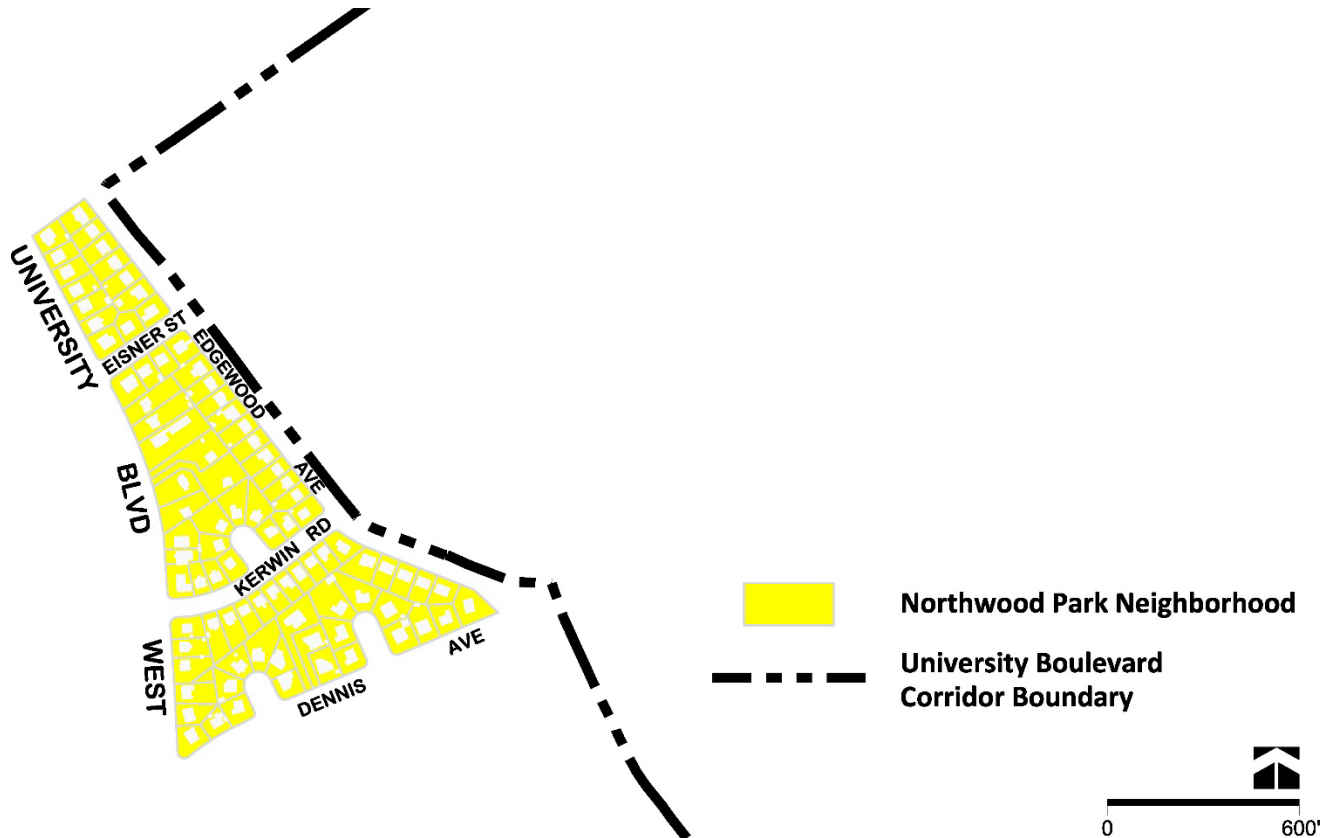 UNIVERSITY
EISNER ST
EDGEWOOD
BLVD
AVE
KERWIN RD
WEST
DENNIS
AVE
Northwood Park Neighborhood
University Boulevard
Corridor Boundary
0 600'